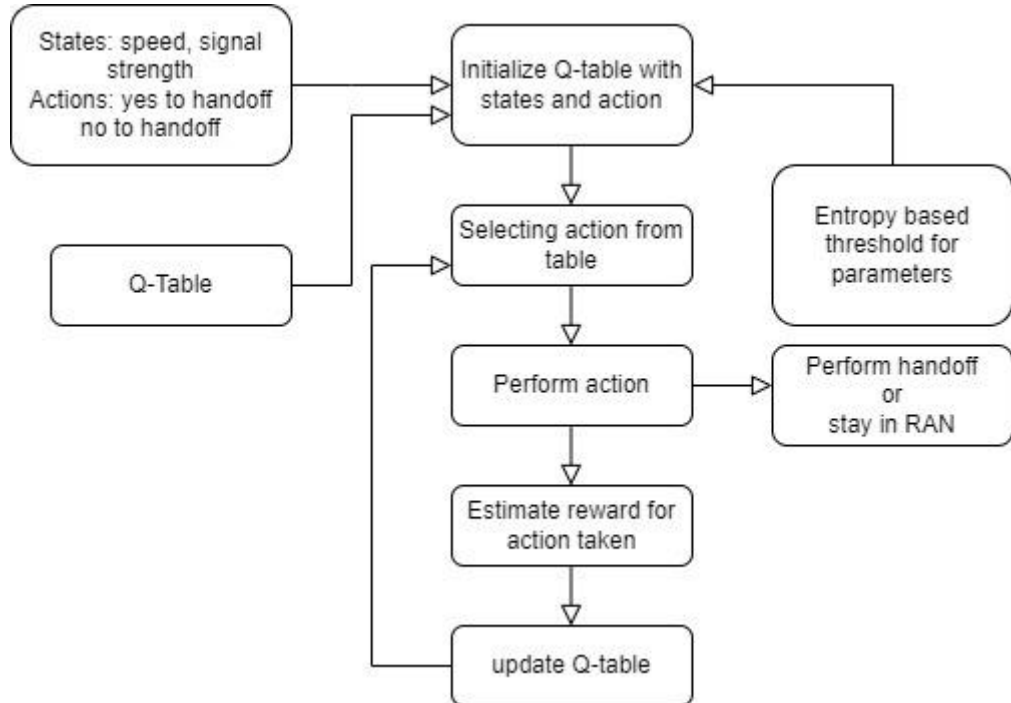 States: speed, signal
strength
Actions: yes to handoff
no to handoff
Initialize Q-table with
states and action
Selecting action from
table
Entropy based
threshold for
parameters
Q-Table
Perform action
Perform handoff
or
stay in RAN
Estimate reward for
action taken
update Q-table